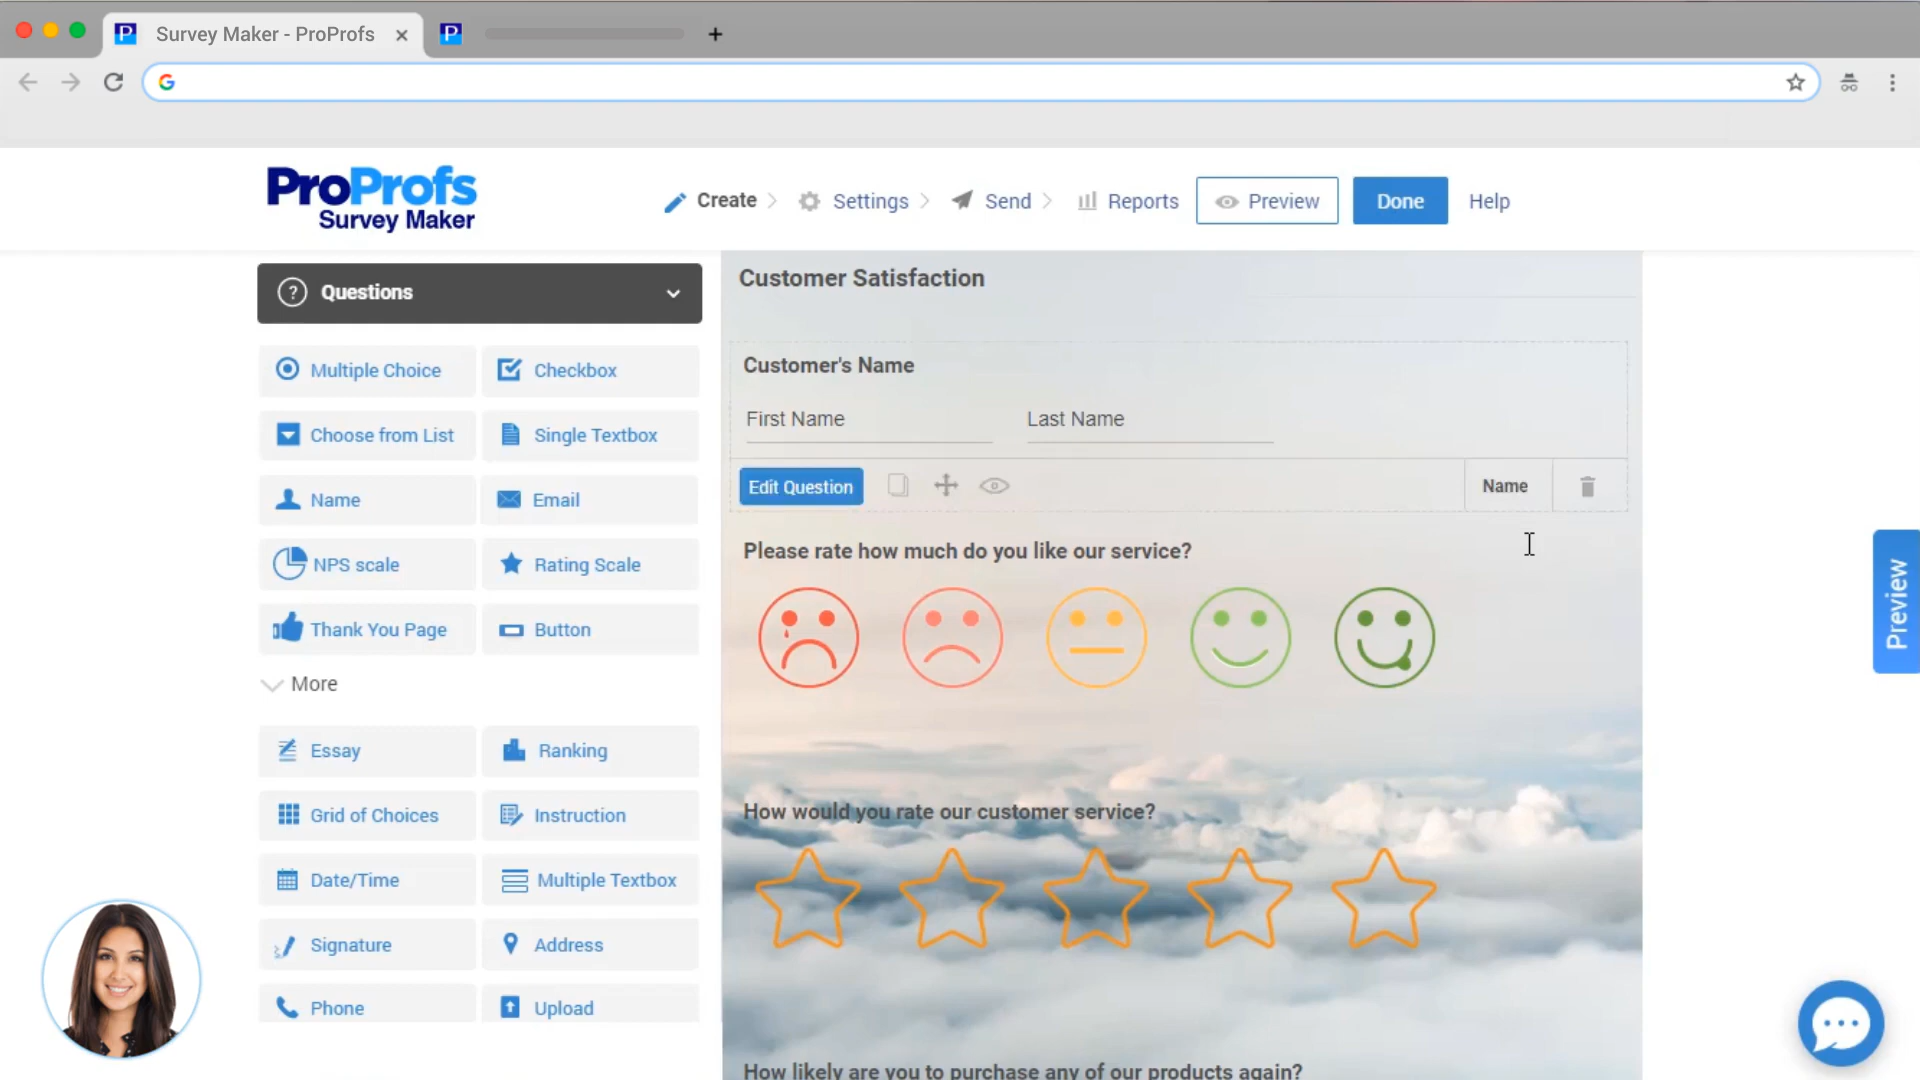 Survey Maker - ProProfs
ProProfs
Survey Maker
Create
Settings
Send
Reports
Preview
Done
Help
Questions
Multiple Choice
Checkbox
Choose from List
Single Textbox
Name
Email
NPS scale
Rating Scale
Thank You Page
Button
More
Essay
Ranking
Grid of Choices
Instruction
Date/Time
Multiple Textbox
Signature
Address
Phone
Upload
Customer Satisfaction
Customer's Name
First Name
Last Name
Edit Question
Name
Please rate how much do you like our service?
How would you rate our customer service?
How likely are you to purchase any of our products again?
Preview